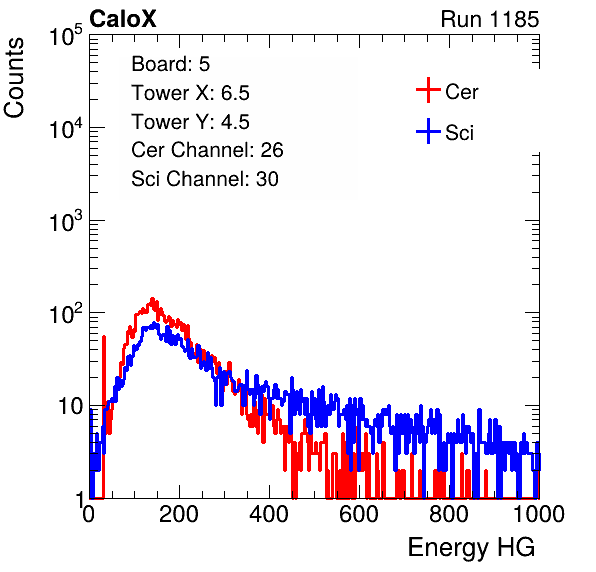 CaloX Run 1185
Counts
Board: 5
Tower X: 6.5
Tower Y: 4.5
Cer Channel: 26
Sci Channel: 30
Cer
Sci
10^5
10^4
10^3
10^2
10
1
0 200 400 600 800 1000
Energy HG